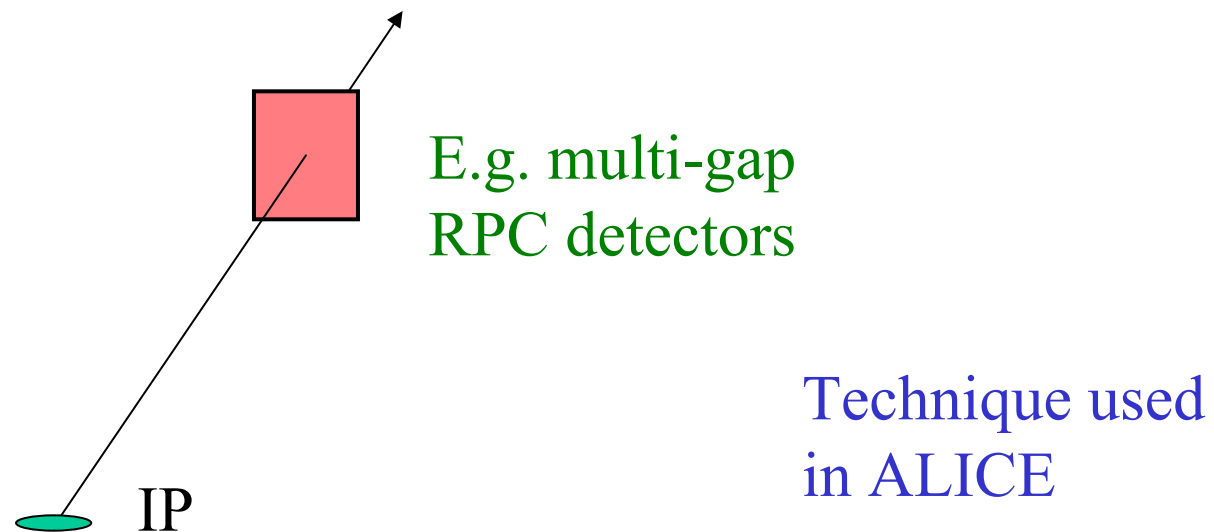 E.g. multi-gap
RPC detectors
Technique used
in ALICE
IP